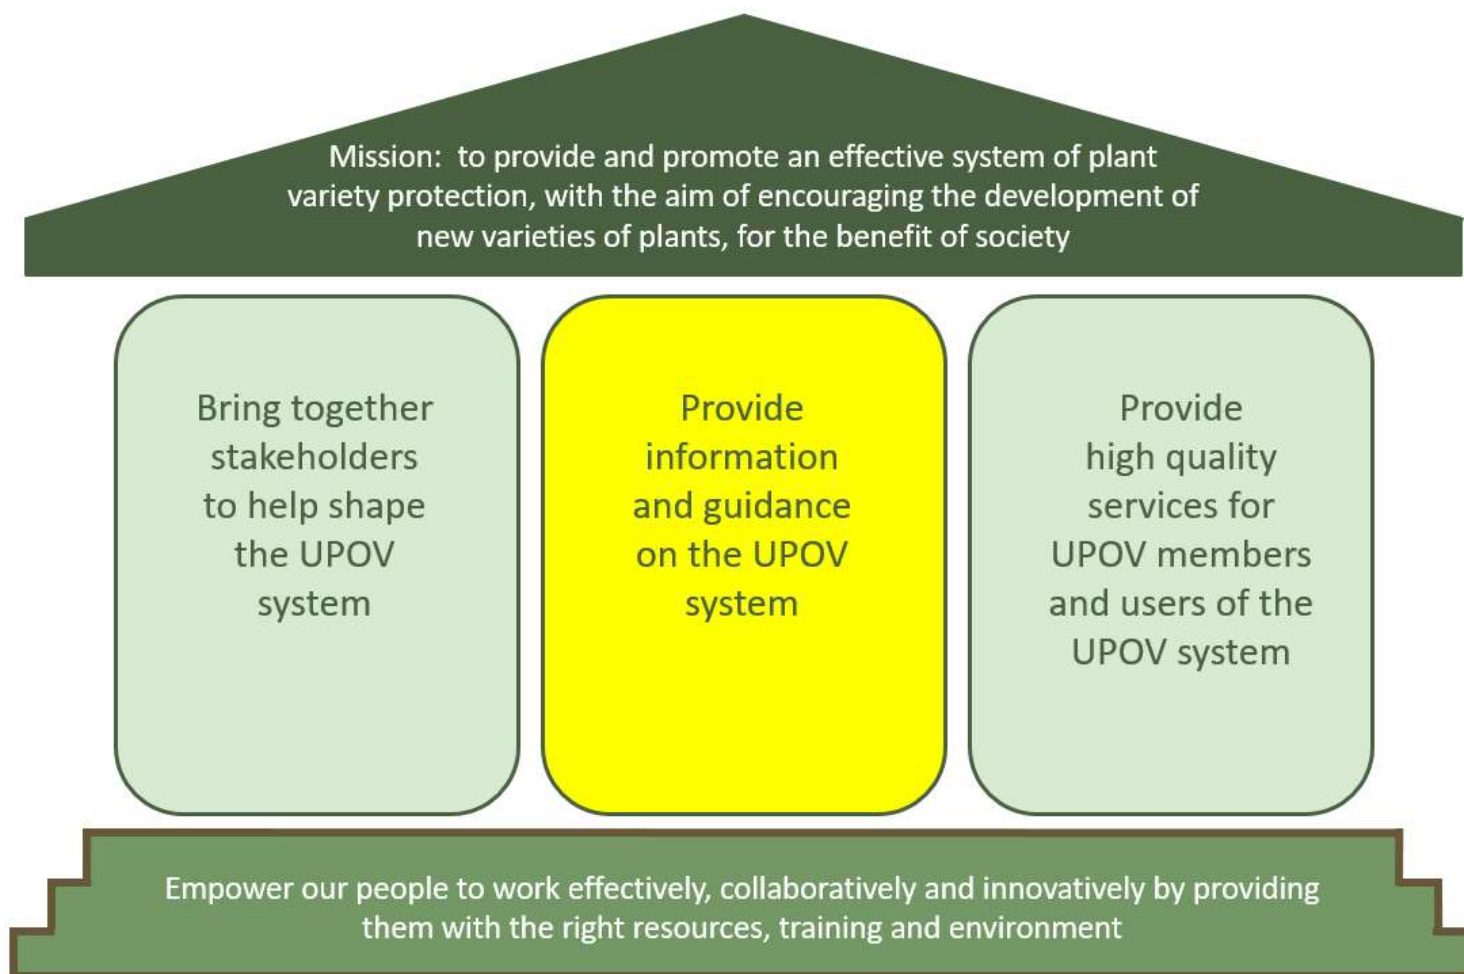 Mission:  to provide and promote an effective system of plant
variety protection, with the aim of encouraging the development of
new varieties of plants, for the benefit of society
Bring together
stakeholders
to help shape
the UPOV
system
Provide
information
and guidance
on the UPOV
system
Provide
high quality
services for
UPOV members
and users of the
UPOV system
Empower our people to work effectively, collaboratively and innovatively by providing
them with the right resources, training and environment